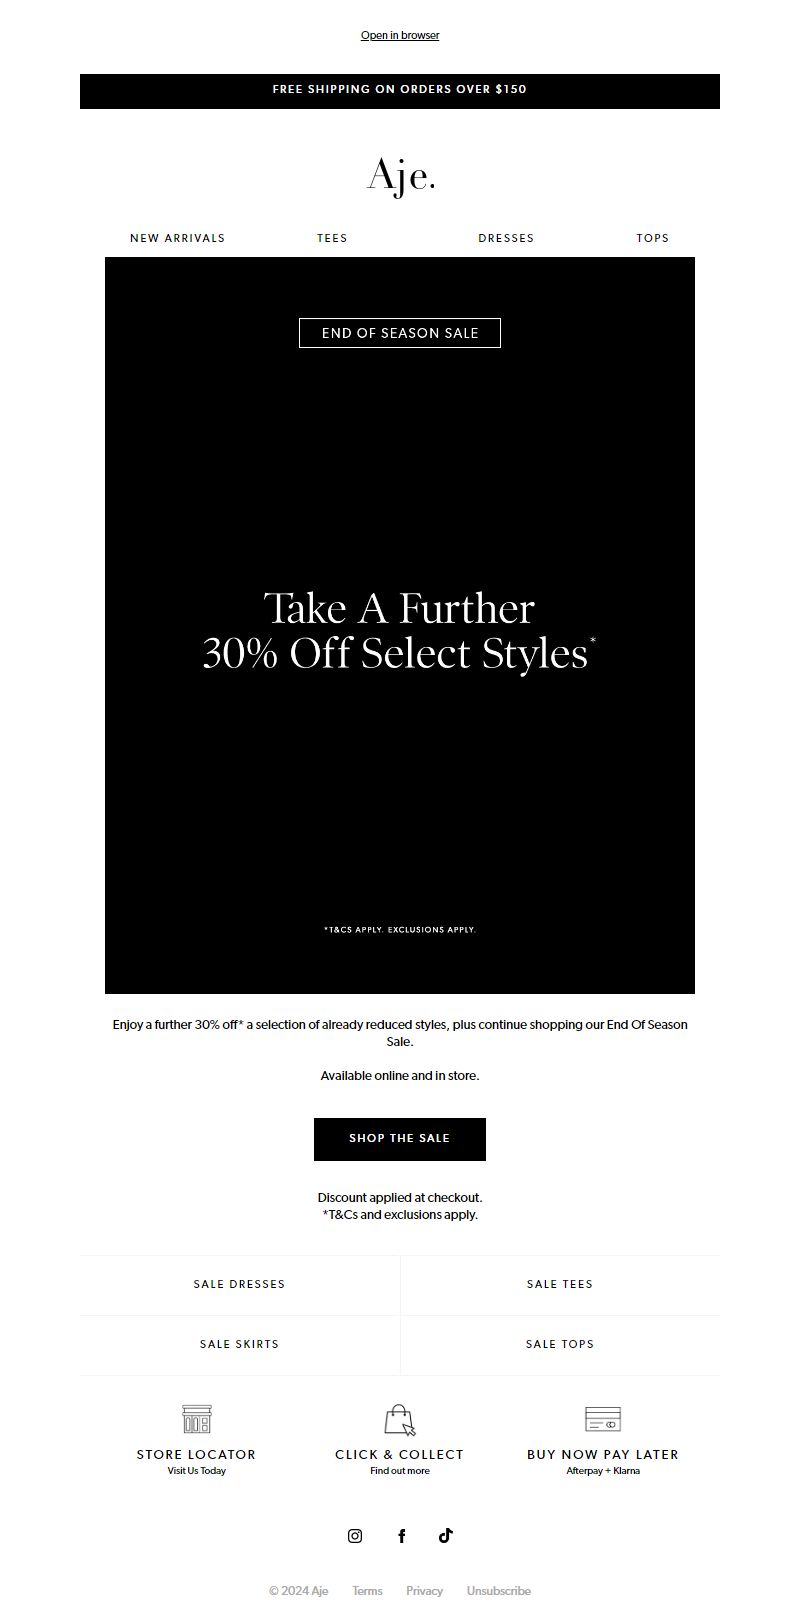 Open in browser
FREE SHIPPING ON ORDERS OVER $150
Aje.
NEW ARRIVALS TEES DRESSES TOPS
END OF SEASON SALE
Take A Further
30% Off Select Styles*
*T&CS APPLY. EXCLUSIONS APPLY.
Enjoy a further 30% off* a selection of already reduced styles, plus continue shopping our End Of Season
Sale.
Available online and in store.
SHOP THE SALE
Discount applied at checkout.
*T&Cs and exclusions apply.
SALE DRESSES SALE TEES
SALE SKIRTS SALE TOPS
STORE LOCATOR CLICK & COLLECT BUY NOW PAY LATER
Visit Us Today Find out more Afterpay + Klarna
© 2024 Aje Terms Privacy Unsubscribe